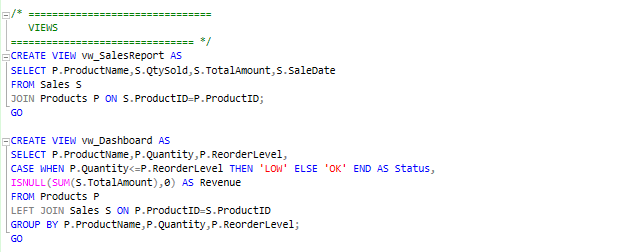 /* ===============================
VIEWS
=============================== */
CREATE VIEW vw_SalesReport AS
SELECT P.ProductName,S.QtySold,S.TotalAmount,S.SaleDate
FROM Sales S
JOIN Products P ON S.ProductID=P.ProductID;
GO
CREATE VIEW vw_Dashboard AS
SELECT P.ProductName,P.Quantity,P.ReorderLevel,
CASE WHEN P.Quantity<=P.ReorderLevel THEN 'LOW' ELSE 'OK' END AS Status,
ISNULL(SUM(S.TotalAmount),0) AS Revenue
FROM Products P
LEFT JOIN Sales S ON P.ProductID=S.ProductID
GROUP BY P.ProductName,P.Quantity,P.ReorderLevel;
GO